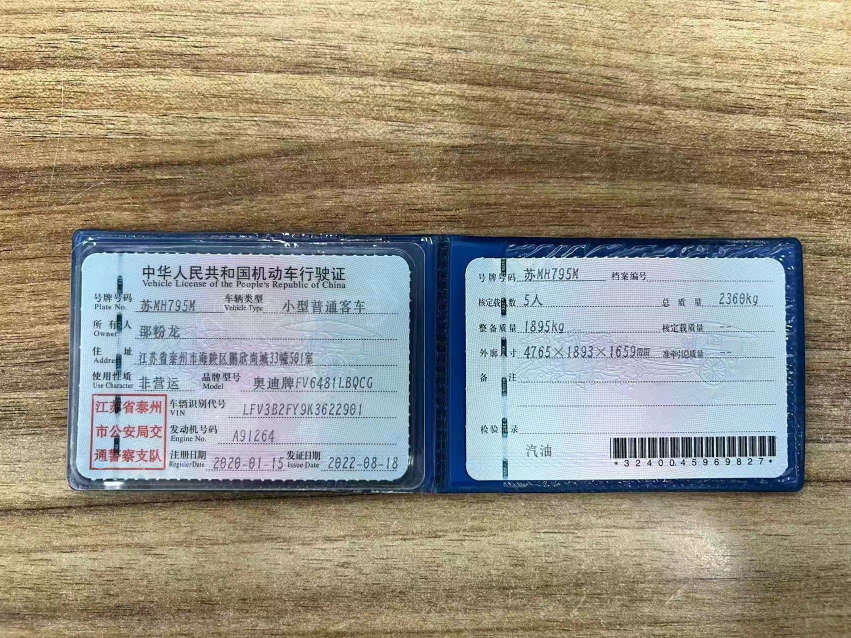 中华人民共和国机动车行驶证
Vehicle License of the People's Republic of China
号牌号码 苏MH795M 车辆类型 小型普通客车
Plate No. Vehicle Type
所有人 邵粉龙
Owner
住址 江苏省泰州市海陵区鹏欣南城33幢501室
Address
使用性质 非营运 品牌型号 奥迪牌FV6481LBQCG
Use Character Model
江苏省泰州
市公安局交
通警察支队
车辆识别代号 LFV3B2FY9K3622901
VIN
发动机号码 A91264
Engine No.
注册日期 2020-01-15 发证日期 2022-08-18
Register Date Issue Date
号牌号码 苏MH795M 档案编号
核定载人数 5人 总质量 2360kg
整备质量 1895kg 核定载质量 --
外廓尺寸 4765×1893×1659mm 准牵引总质量 --
备注
检验记录
汽油
*3240045969827*